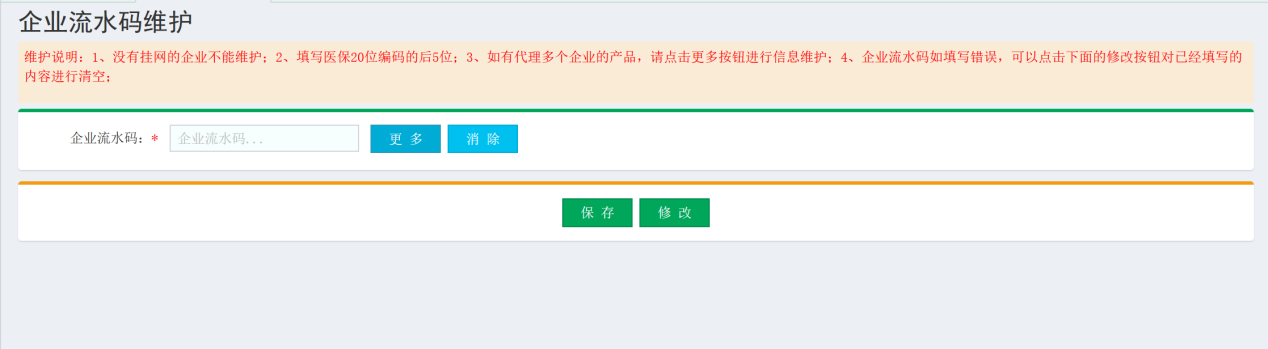 企业流水码维护
维护说明：1、没有挂网的企业不能维护；2、填写医保20位编码的后5位；3、如有代理多个企业的产品，请点击更多按钮进行信息维护；4、企业流水码如填写错误，可以点击下面的修改按钮对已经填写的
内容进行清空；
企业流水码：* 企业流水码... 更 多 消 除
保 存 修 改